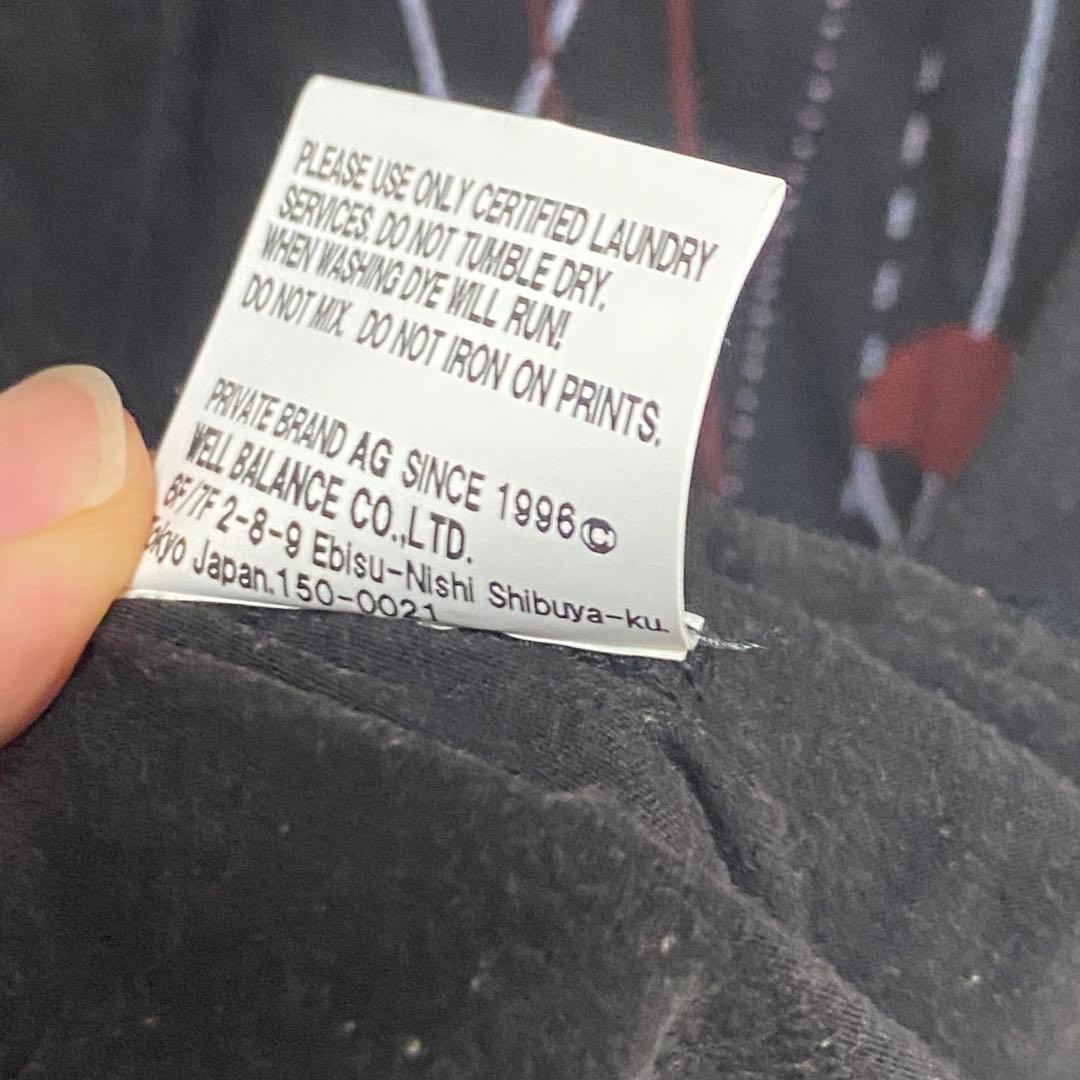 PLEASE USE ONLY CERTIFIED LAUNDRY
SERVICES. DO NOT TUMBLE DRY.
WHEN WASHING DYE WILL RUN!
DO NOT MIX. DO NOT IRON ON PRINTS.
PRIVATE BRAND AG SINCE 1996©
WELL BALANCE CO.,LTD.
6F/7F 2-8-9 Ebisu-Nishi Shibuya-ku.
Tokyo Japan.150-0021